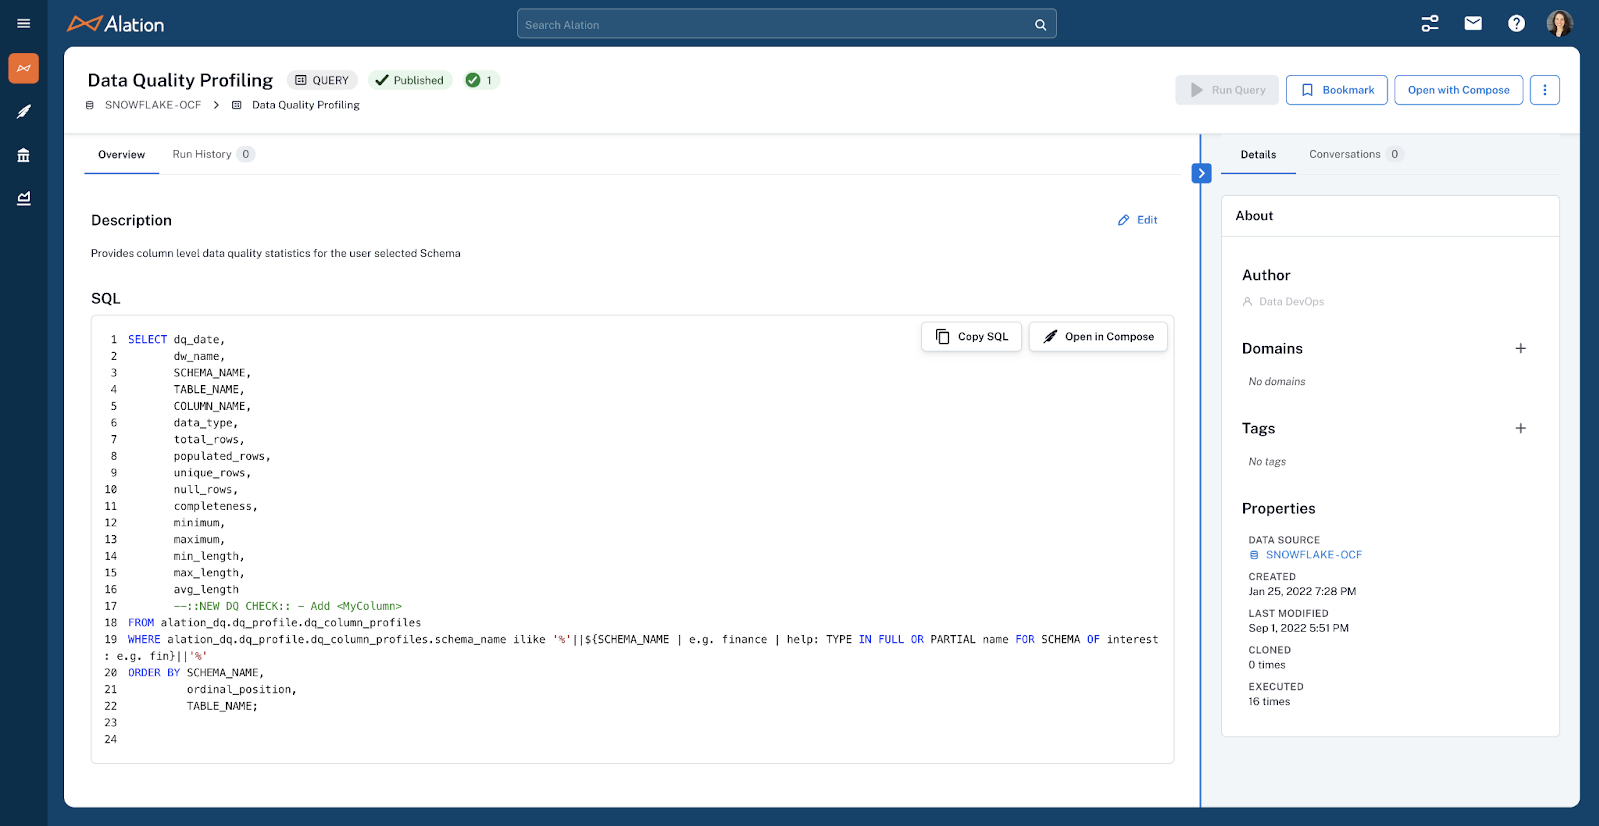 Alation
Search Alation
Data Quality Profiling
QUERY
Published
1
SNOWFLAKE-OCF > Data Quality Profiling
Run Query
Bookmark
Open with Compose
Overview
Run History 0
Description
Edit
Provides column level data quality statistics for the user selected Schema
SQL
Copy SQL
Open in Compose
1 SELECT dq_date,
2 dw_name,
3 SCHEMA_NAME,
4 TABLE_NAME,
5 COLUMN_NAME,
6 data_type,
7 total_rows,
8 populated_rows,
9 unique_rows,
10 null_rows,
11 completeness,
12 minimum,
13 maximum,
14 min_length,
15 max_length,
16 avg_length
17 --::NEW DQ CHECK:: - Add <MyColumn>
18 FROM alation_dq.dq_profile.dq_column_profiles
19 WHERE alation_dq.dq_profile.dq_column_profiles.schema_name ilike '%'||${SCHEMA_NAME | e.g. finance | help: TYPE IN FULL OR PARTIAL name FOR SCHEMA OF interest
: e.g. fin}||'%'
20 ORDER BY SCHEMA_NAME,
21 ordinal_position,
22 TABLE_NAME;
23
24
Details
Conversations 0
About
Author
Data DevOps
Domains
No domains
Tags
No tags
Properties
DATA SOURCE
SNOWFLAKE-OCF
CREATED
Jan 25, 2022 7:28 PM
LAST MODIFIED
Sep 1, 2022 5:51 PM
CLONED
0 times
EXECUTED
16 times